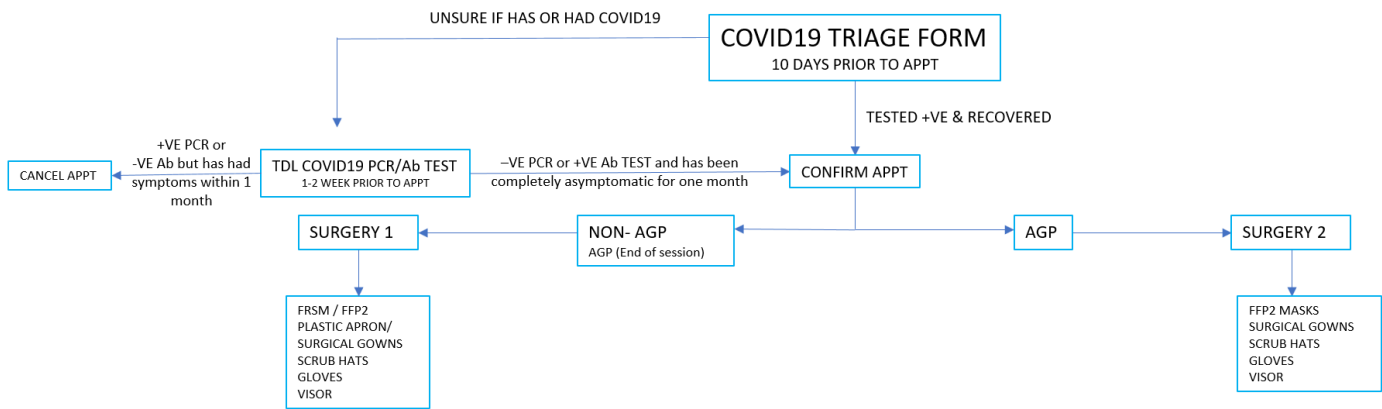 UNSURE IF HAS OR HAD COVID19
COVID19 TRIAGE FORM
10 DAYS PRIOR TO APPT
TESTED +VE & RECOVERED
+VE PCR or
-VE Ab but has had
symptoms within 1
month
CANCEL APPT
TDL COVID19 PCR/Ab TEST
1-2 WEEK PRIOR TO APPT
–VE PCR or +VE Ab TEST and has been
completely asymptomatic for one month
CONFIRM APPT
SURGERY 1
NON- AGP
AGP (End of session)
AGP
SURGERY 2
FRSM / FFP2
PLASTIC APRON/
SURGICAL GOWNS
SCRUB HATS
GLOVES
VISOR
FFP2 MASKS
SURGICAL GOWNS
SCRUB HATS
GLOVES
VISOR